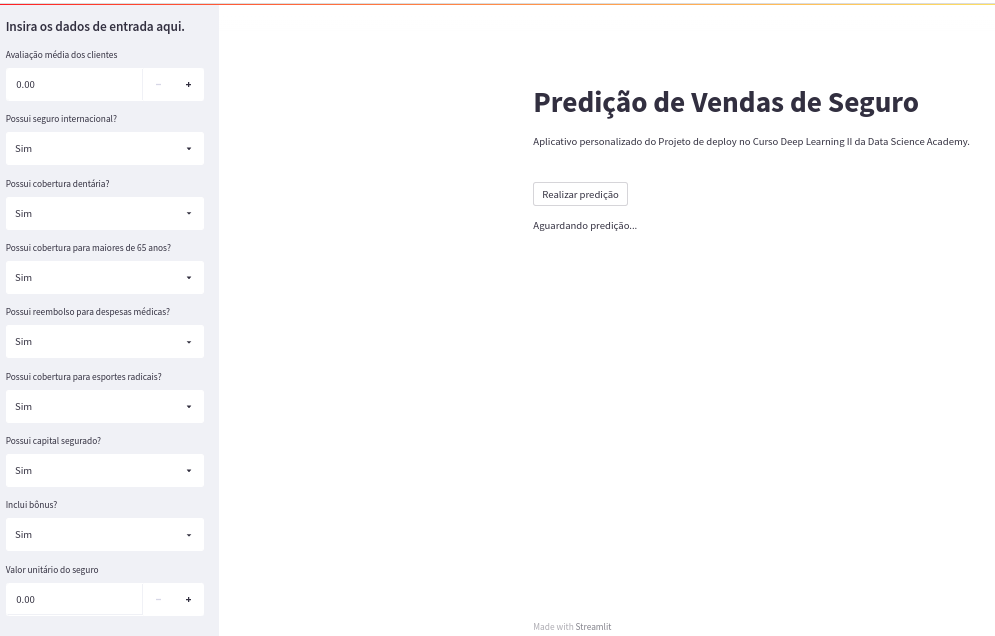 Insira os dados de entrada aqui.
Avaliação média dos clientes
0.00
Possui seguro internacional?
Sim
Possui cobertura dentária?
Sim
Possui cobertura para maiores de 65 anos?
Sim
Possui reembolso para despesas médicas?
Sim
Possui cobertura para esportes radicais?
Sim
Possui capital segurado?
Sim
Inclui bônus?
Sim
Valor unitário do seguro
0.00
Predição de Vendas de Seguro
Aplicativo personalizado do Projeto de deploy no Curso Deep Learning II da Data Science Academy.
Realizar predição
Aguardando predição...
Made with Streamlit